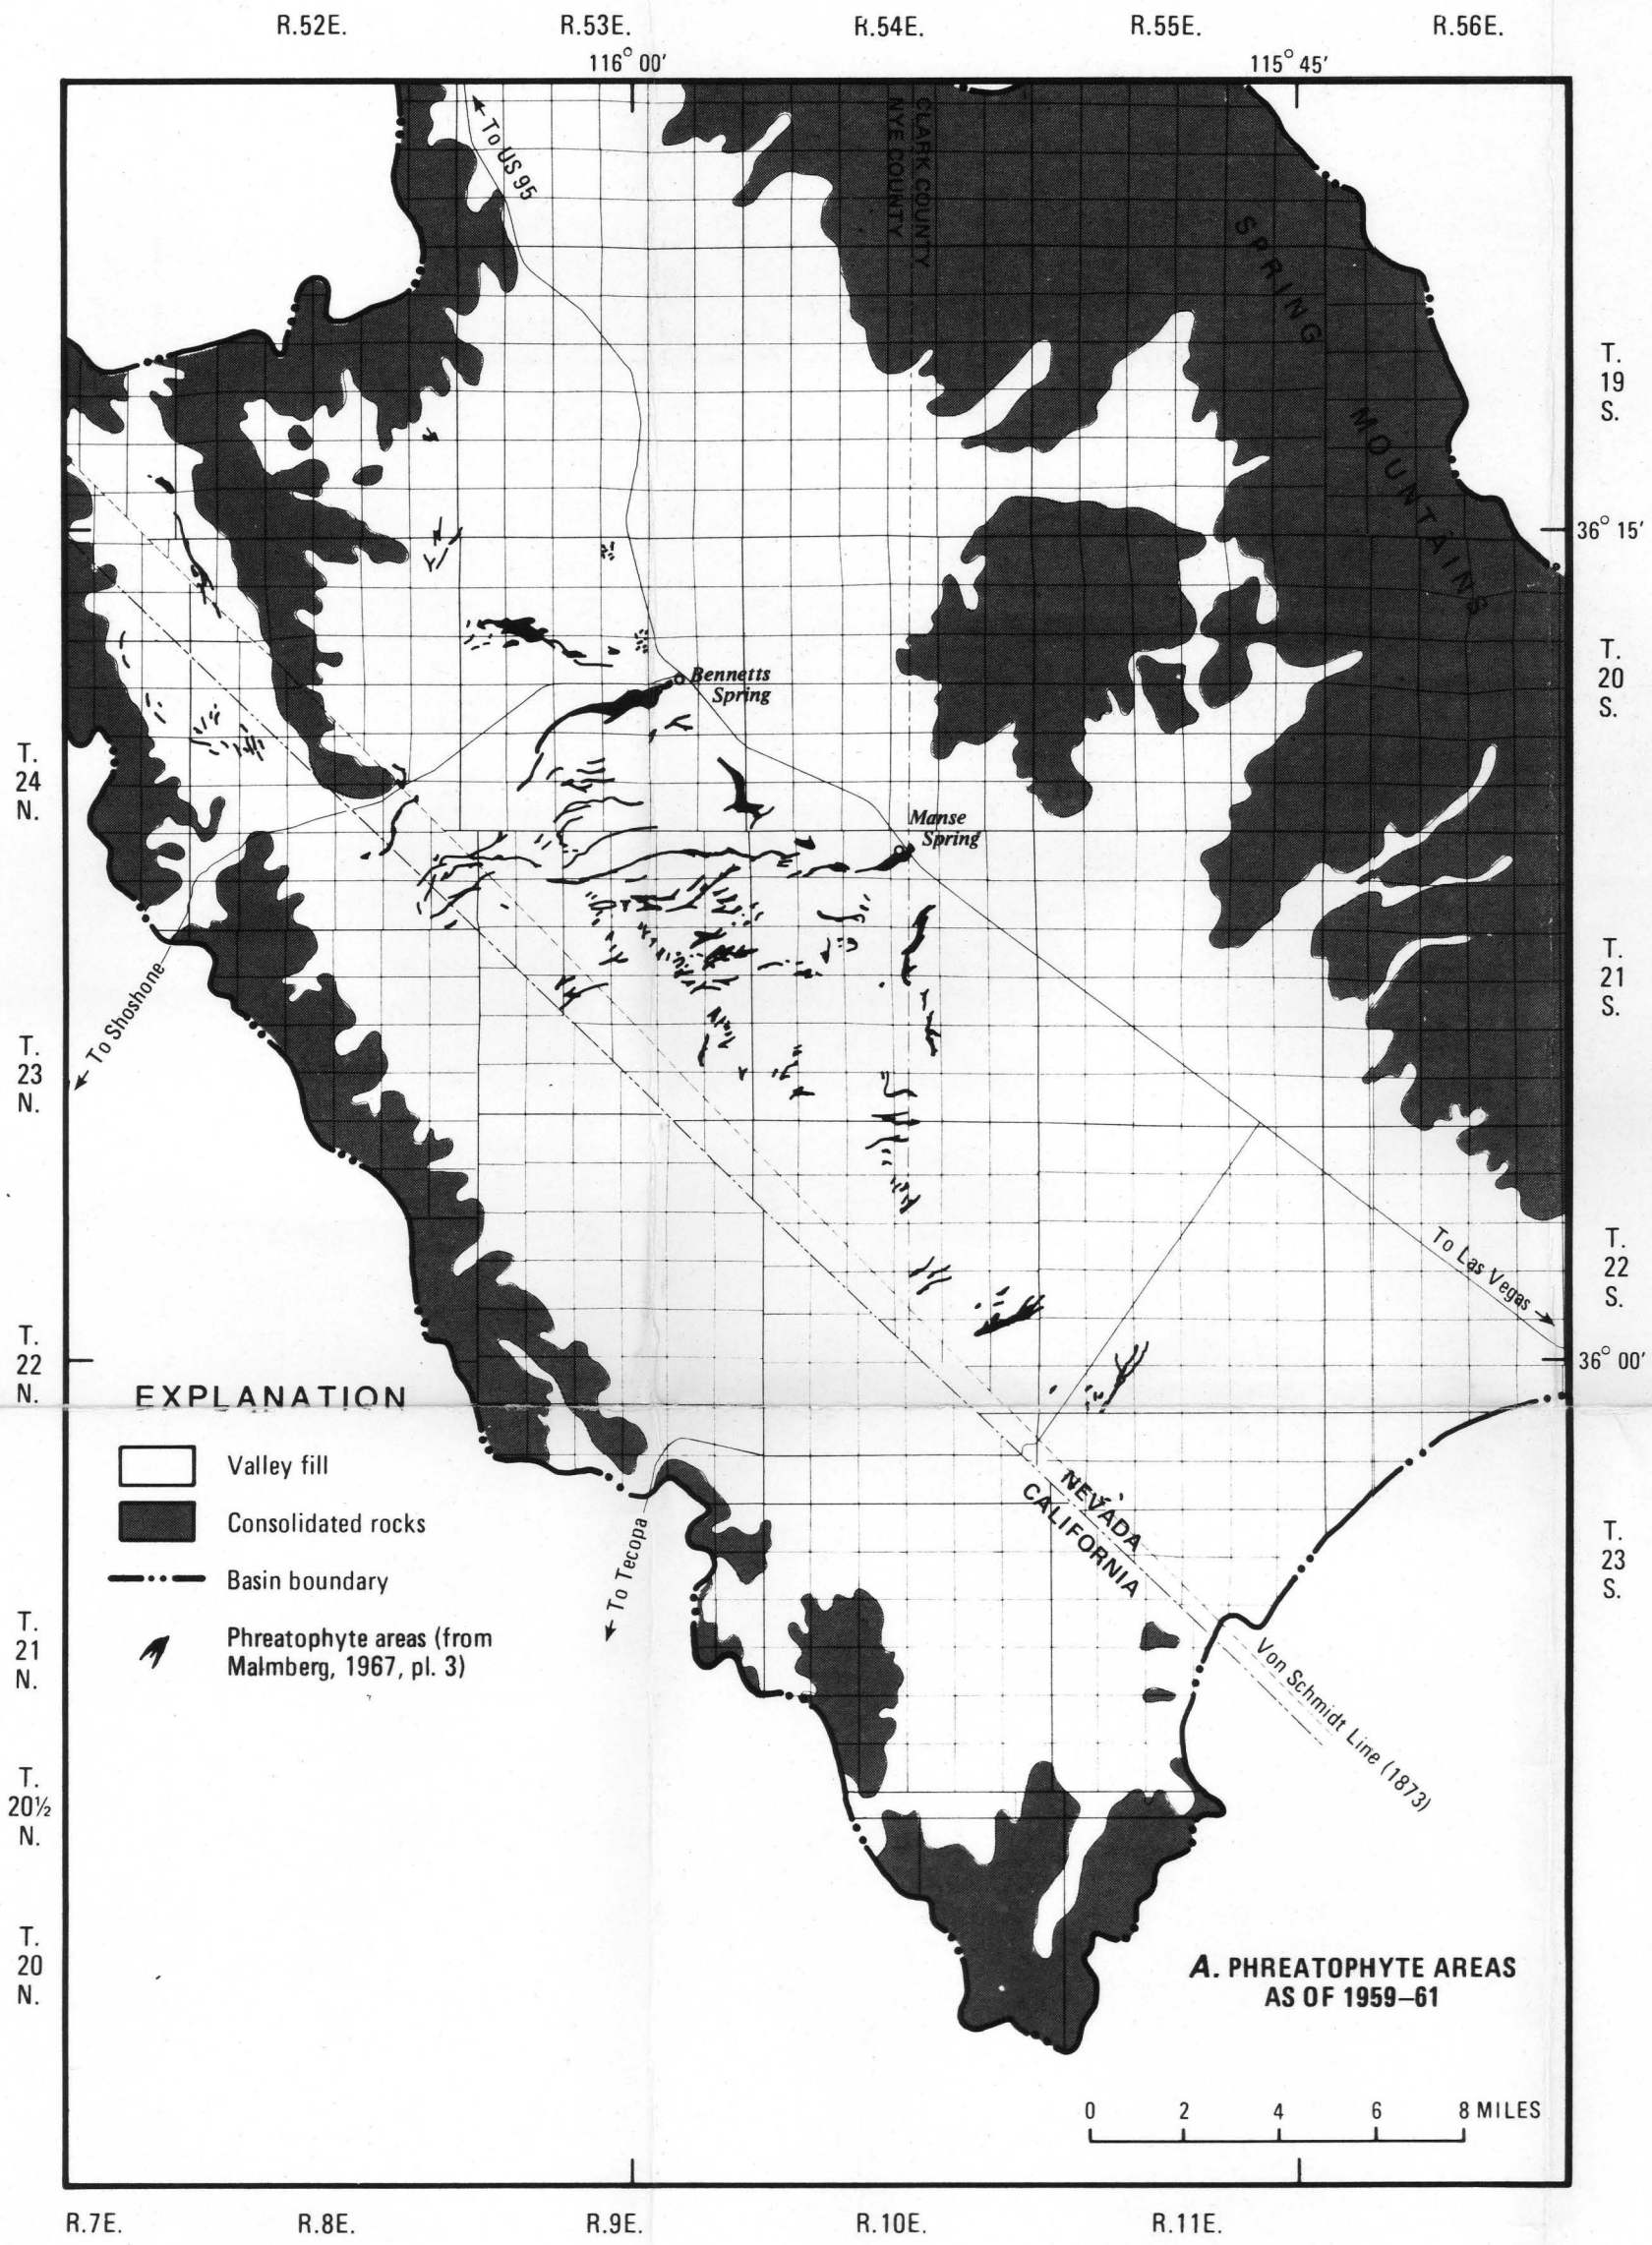 R.52E. R.53E. R.54E. R.55E. R.56E.
116° 00' 115° 45'
To US 95
CLARK COUNTY
NYE COUNTY
SPRING
MOUNTAINS
T.
19
S.
36° 15'
T.
20
S.
Bennetts
Spring
T.
24
N.
Manse
Spring
T.
21
S.
To Shoshone
T.
23
N.
To Las Vegas
T.
22
S.
T.
22
N.
36° 00'
EXPLANATION
Valley fill
Consolidated rocks
Basin boundary
Phreatophyte areas (from
Malmberg, 1967, pl. 3)
To Tecopa
NEVADA
CALIFORNIA
T.
23
S.
Von Schmidt Line (1873)
T.
21
N.
T.
20½
N.
T.
20
N.
A. PHREATOPHYTE AREAS
AS OF 1959–61
0 2 4 6 8 MILES
R.7E. R.8E. R.9E. R.10E. R.11E.